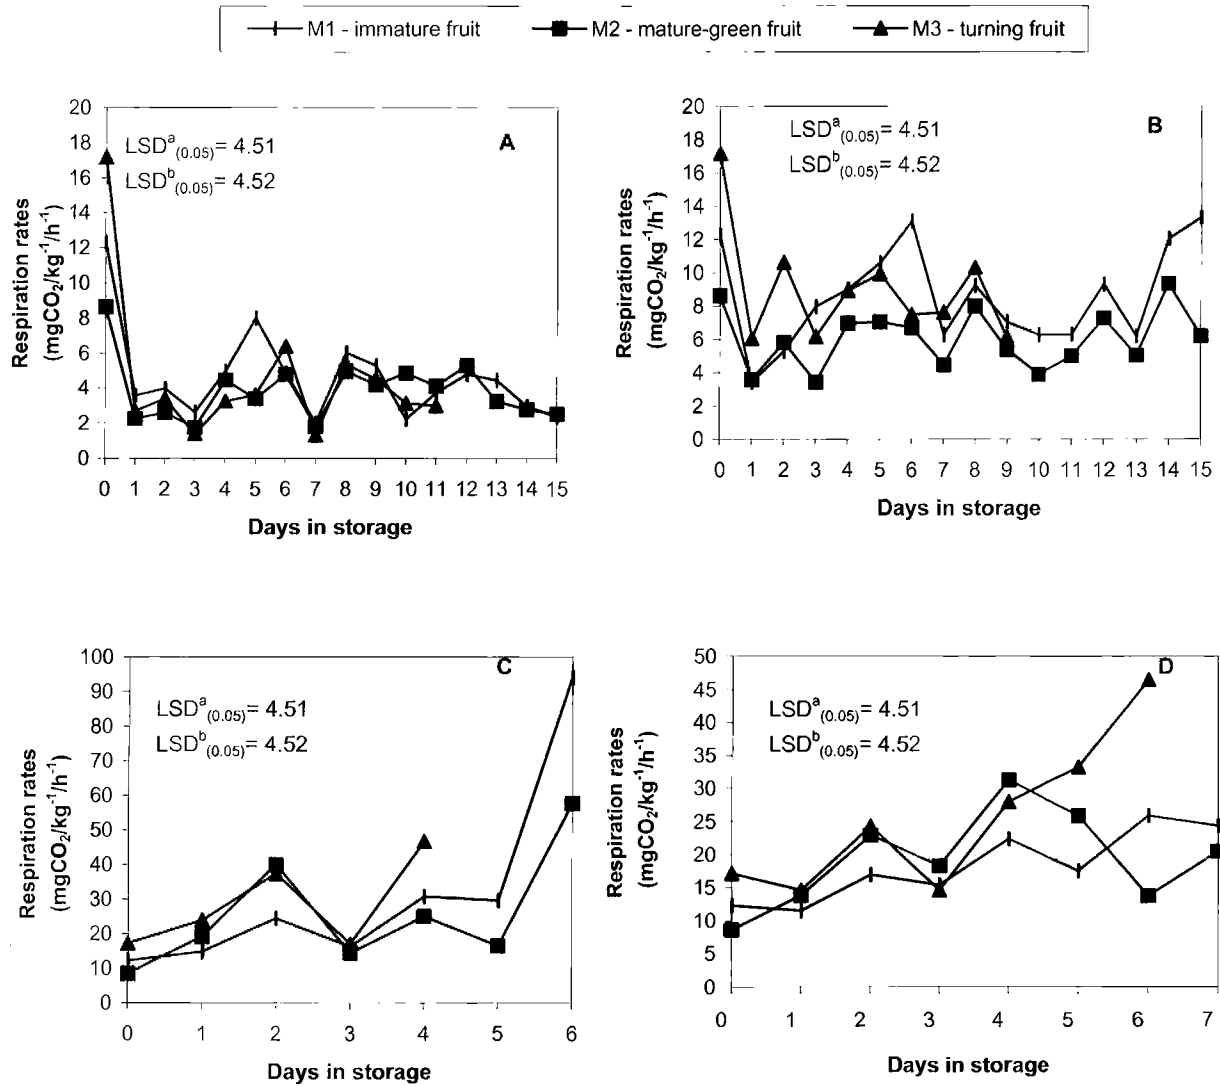 M1 - immature fruit M2 - mature-green fruit M3 - turning fruit
A
LSDᵃ(0.05)= 4.51
LSDᵇ(0.05)= 4.52
Respiration rates
(mgCO₂/kg⁻¹/h⁻¹)
20
18
16
14
12
10
8
6
4
2
0
0 1 2 3 4 5 6 7 8 9 10 11 12 13 14 15
Days in storage
B
LSDᵃ(0.05)= 4.51
LSDᵇ(0.05)= 4.52
Respiration rates
(mgCO₂/kg⁻¹/h⁻¹)
20
18
16
14
12
10
8
6
4
2
0
0 1 2 3 4 5 6 7 8 9 10 11 12 13 14 15
Days in storage
C
LSDᵃ(0.05)= 4.51
LSDᵇ(0.05)= 4.52
Respiration rates
(mgCO₂/kg⁻¹/h⁻¹)
100
90
80
70
60
50
40
30
20
10
0
0 1 2 3 4 5 6
Days in storage
D
LSDᵃ(0.05)= 4.51
LSDᵇ(0.05)= 4.52
Respiration rates
(mgCO₂/kg⁻¹/h⁻¹)
50
45
40
35
30
25
20
15
10
5
0
0 1 2 3 4 5 6 7
Days in storage